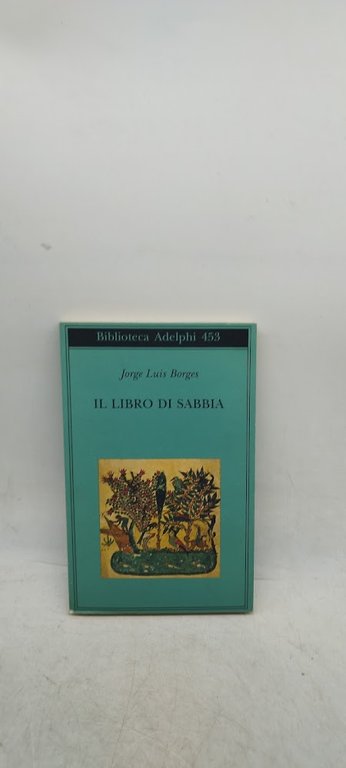 Biblioteca Adelphi 453
Jorge Luis Borges
IL LIBRO DI SABBIA